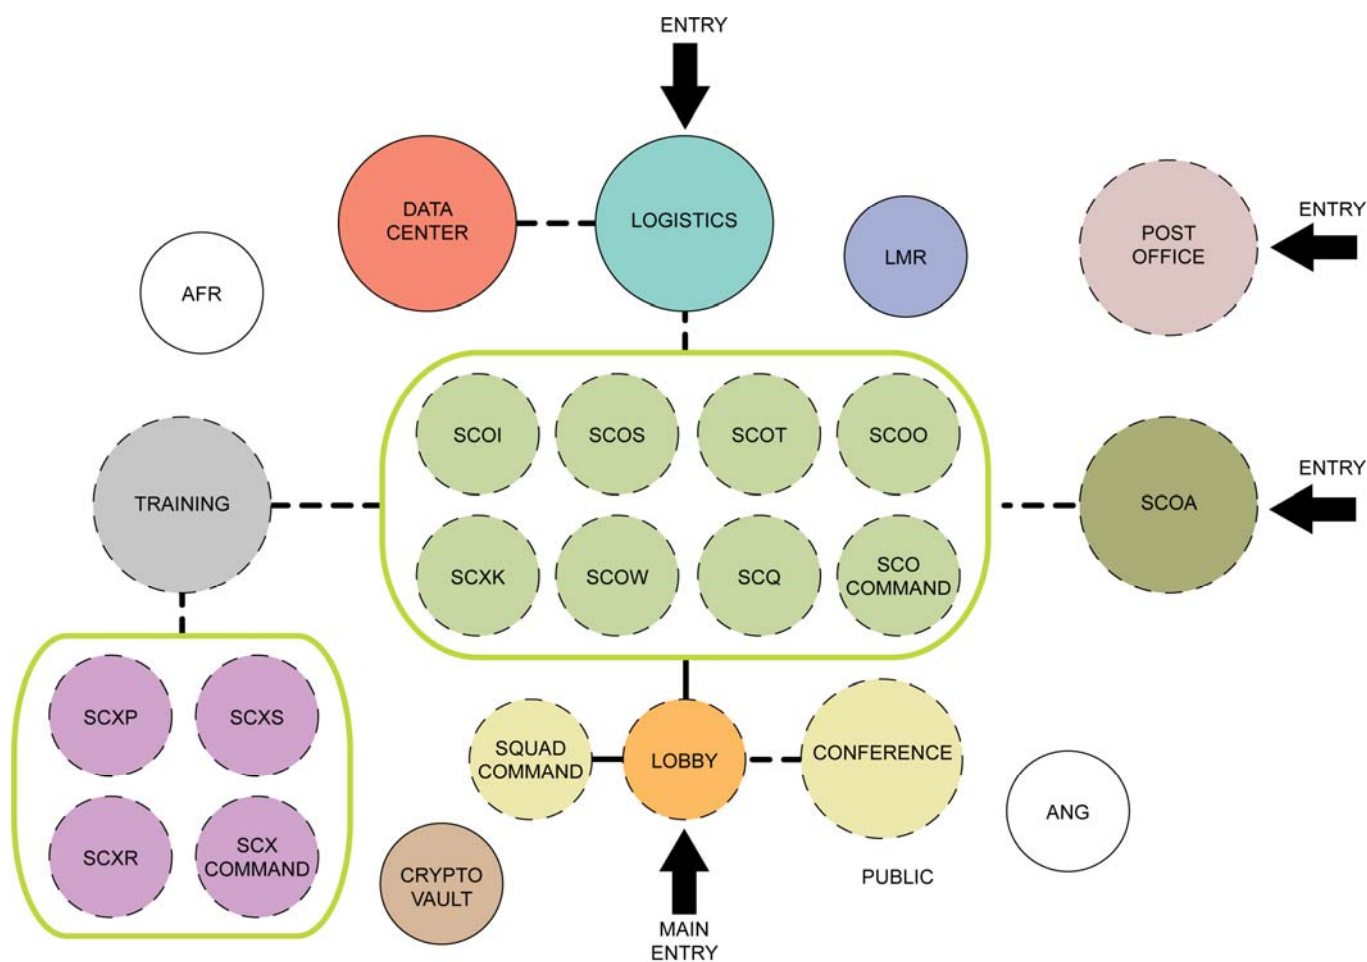 ENTRY
DATA
CENTER
LOGISTICS
LMR
POST
OFFICE
ENTRY
AFR
SCOI
SCOS
SCOT
SCOO
TRAINING
SCOA
ENTRY
SCXK
SCOW
SCQ
SCO
COMMAND
SCXP
SCXS
SQUAD
COMMAND
LOBBY
CONFERENCE
ANG
SCXR
SCX
COMMAND
CRYPTO
VAULT
PUBLIC
MAIN
ENTRY